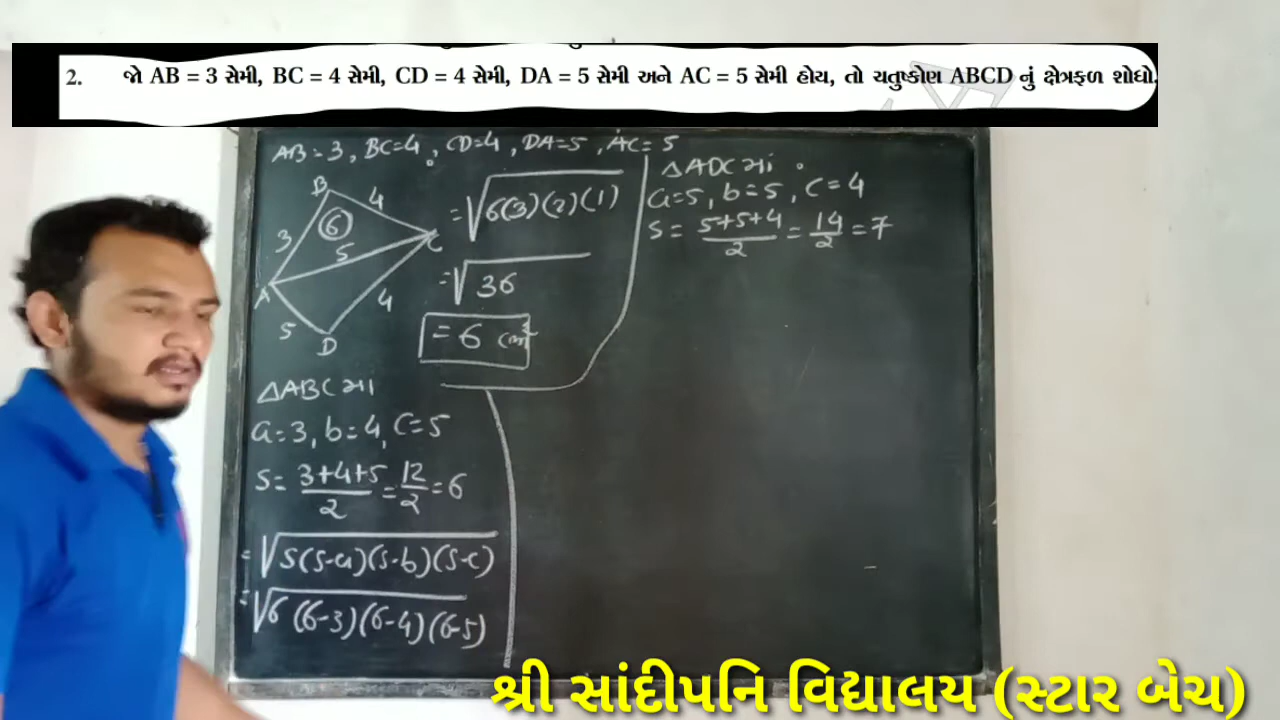 2. જો AB = 3 સેમી, BC = 4 સેમી, CD = 4 સેમી, DA = 5 સેમી અને AC = 5 સેમી હોય, તો ચતુષ્કોણ ABCD નું ક્ષેત્રફળ શોધો.
AB=3, BC=4, CD=4, DA=5, AC=5
B
4
3
6
5
C
A
4
5
D
=√6(3)(2)(1)
=√36
=6 cm²
△ABCમાં
a=3, b=4, c=5
S= 3+4+5/2 = 12/2 = 6
=√s(s-a)(s-b)(s-c)
=√6(6-3)(6-4)(6-5)
△ADCમાં
a=5, b=5, c=4
S= 5+5+4/2 = 14/2 = 7
શ્રી સાંદીપનિ વિદ્યાલય (સ્ટાર બેચ)